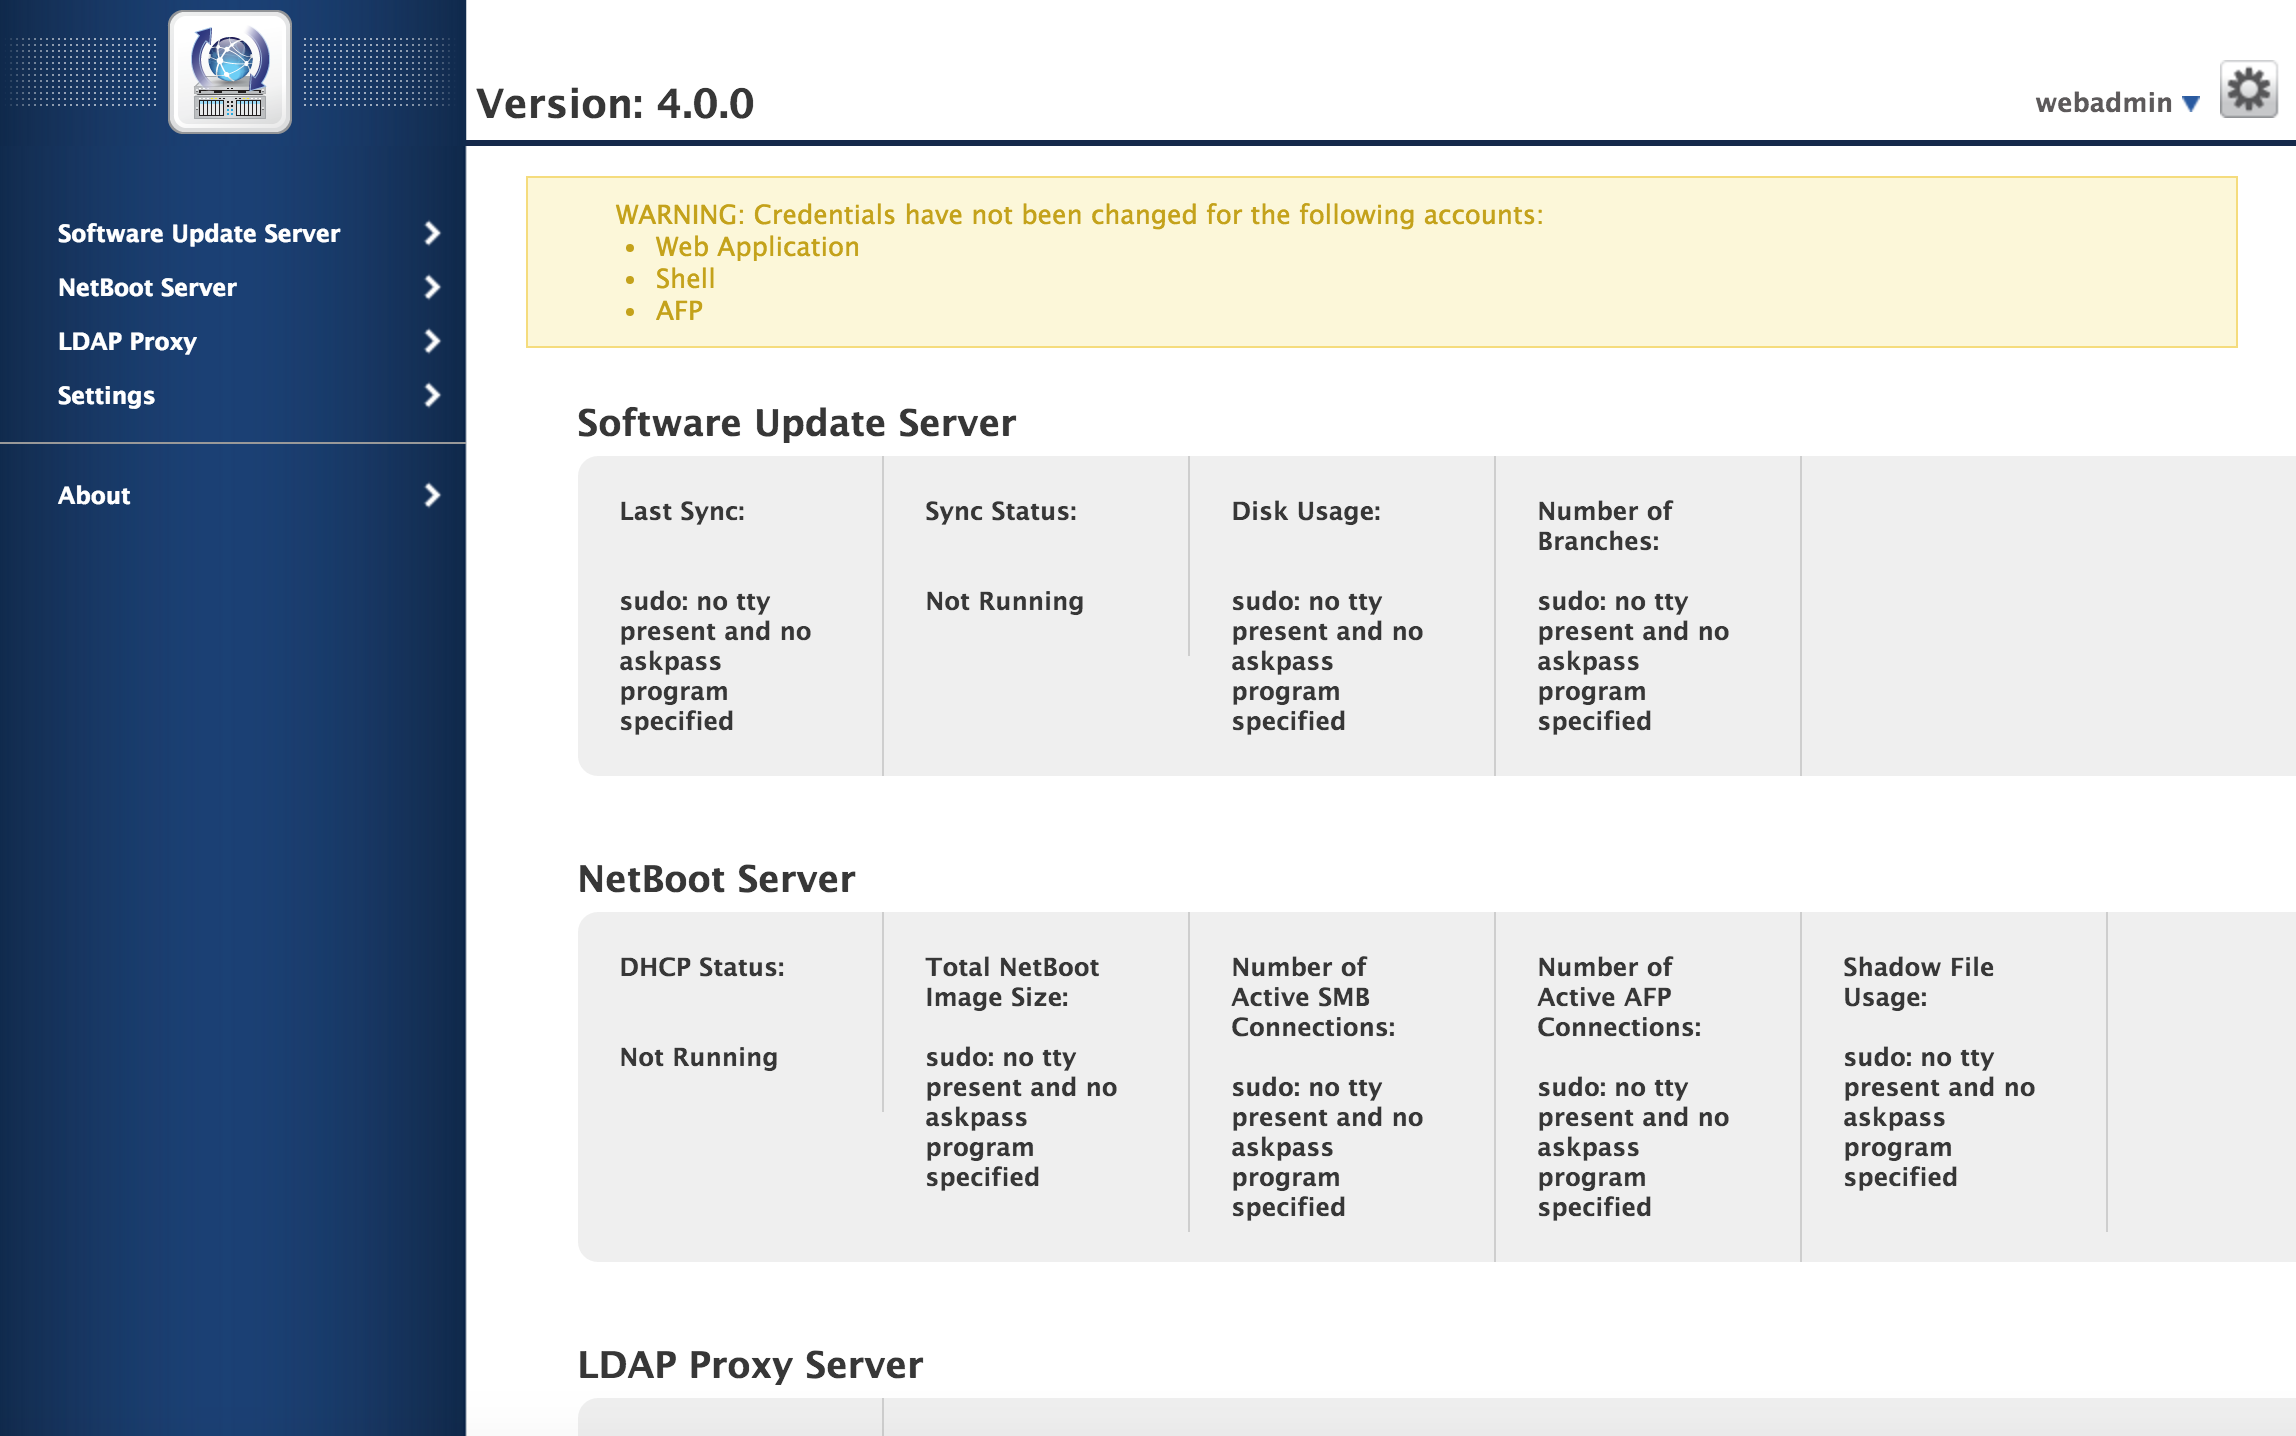 Version: 4.0.0
webadmin
Software Update Server
NetBoot Server
LDAP Proxy
Settings
About
WARNING: Credentials have not been changed for the following accounts:
• Web Application
• Shell
• AFP
Software Update Server
Last Sync:
sudo: no tty
present and no
askpass
program
specified
Sync Status:
Not Running
Disk Usage:
sudo: no tty
present and no
askpass
program
specified
Number of
Branches:
sudo: no tty
present and no
askpass
program
specified
NetBoot Server
DHCP Status:
Not Running
Total NetBoot
Image Size:
sudo: no tty
present and no
askpass
program
specified
Number of
Active SMB
Connections:
sudo: no tty
present and no
askpass
program
specified
Number of
Active AFP
Connections:
sudo: no tty
present and no
askpass
program
specified
Shadow File
Usage:
sudo: no tty
present and no
askpass
program
specified
LDAP Proxy Server